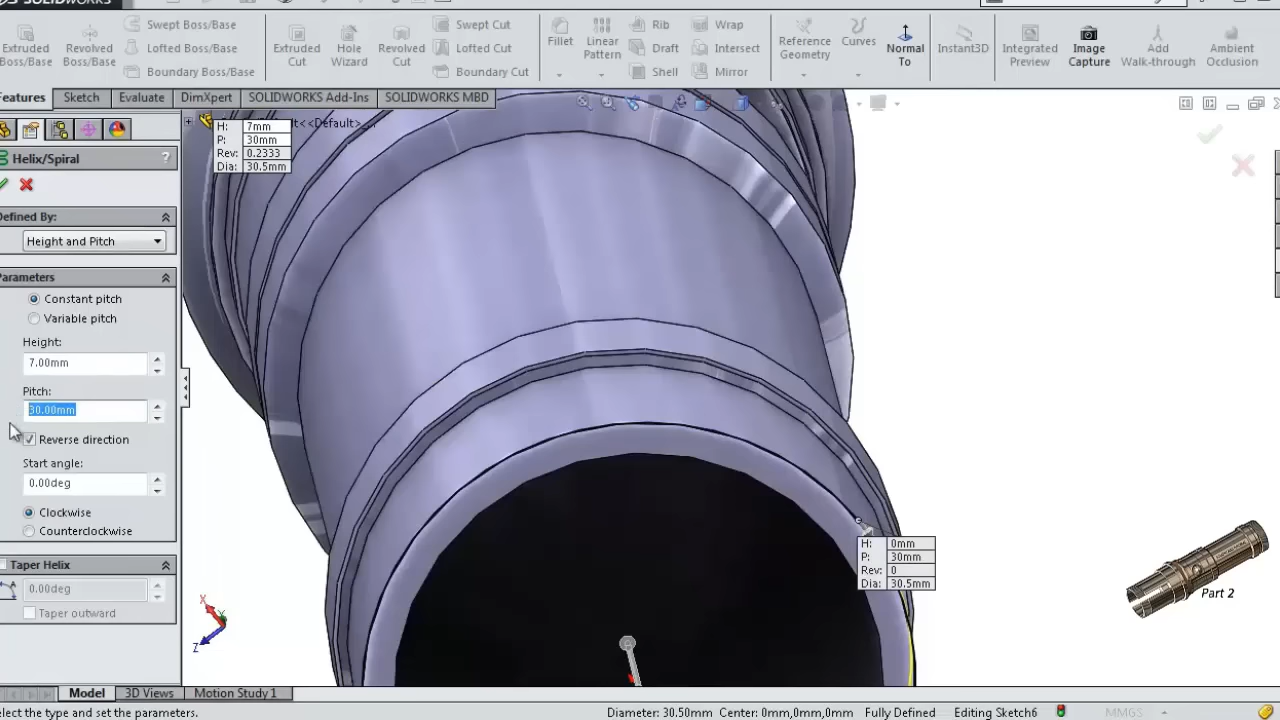 SOLIDWORKS
Extruded Boss/Base
Revolved Boss/Base
Swept Boss/Base
Lofted Boss/Base
Boundary Boss/Base
Extruded Cut
Hole Wizard
Revolved Cut
Swept Cut
Lofted Cut
Boundary Cut
Fillet
Linear Pattern
Rib
Draft
Shell
Wrap
Intersect
Mirror
Reference Geometry
Curves
Normal To
Instant3D
Integrated Preview
Image Capture
Add Walk-through
Ambient Occlusion
Features Sketch Evaluate DimXpert SOLIDWORKS Add-Ins SOLIDWORKS MBD
t<<Default>_
H: 7mm
P: 30mm
Rev: 0.2333
Dia: 30.5mm
Helix/Spiral ?
Defined By:
Height and Pitch
Parameters
Constant pitch
Variable pitch
Height:
7.00mm
Pitch:
30.00mm
Reverse direction
Start angle:
0.00deg
Clockwise
Counterclockwise
Taper Helix
0.00deg
Taper outward
H: 0mm
P: 30mm
Rev: 0
Dia: 30.5mm
Part 2
X
Y
Z
Model 3D Views Motion Study 1
elect the type and set the parameters. Diameter: 30.50mm Center: 0mm,0mm,0mm Fully Defined Editing Sketch6 MMGS